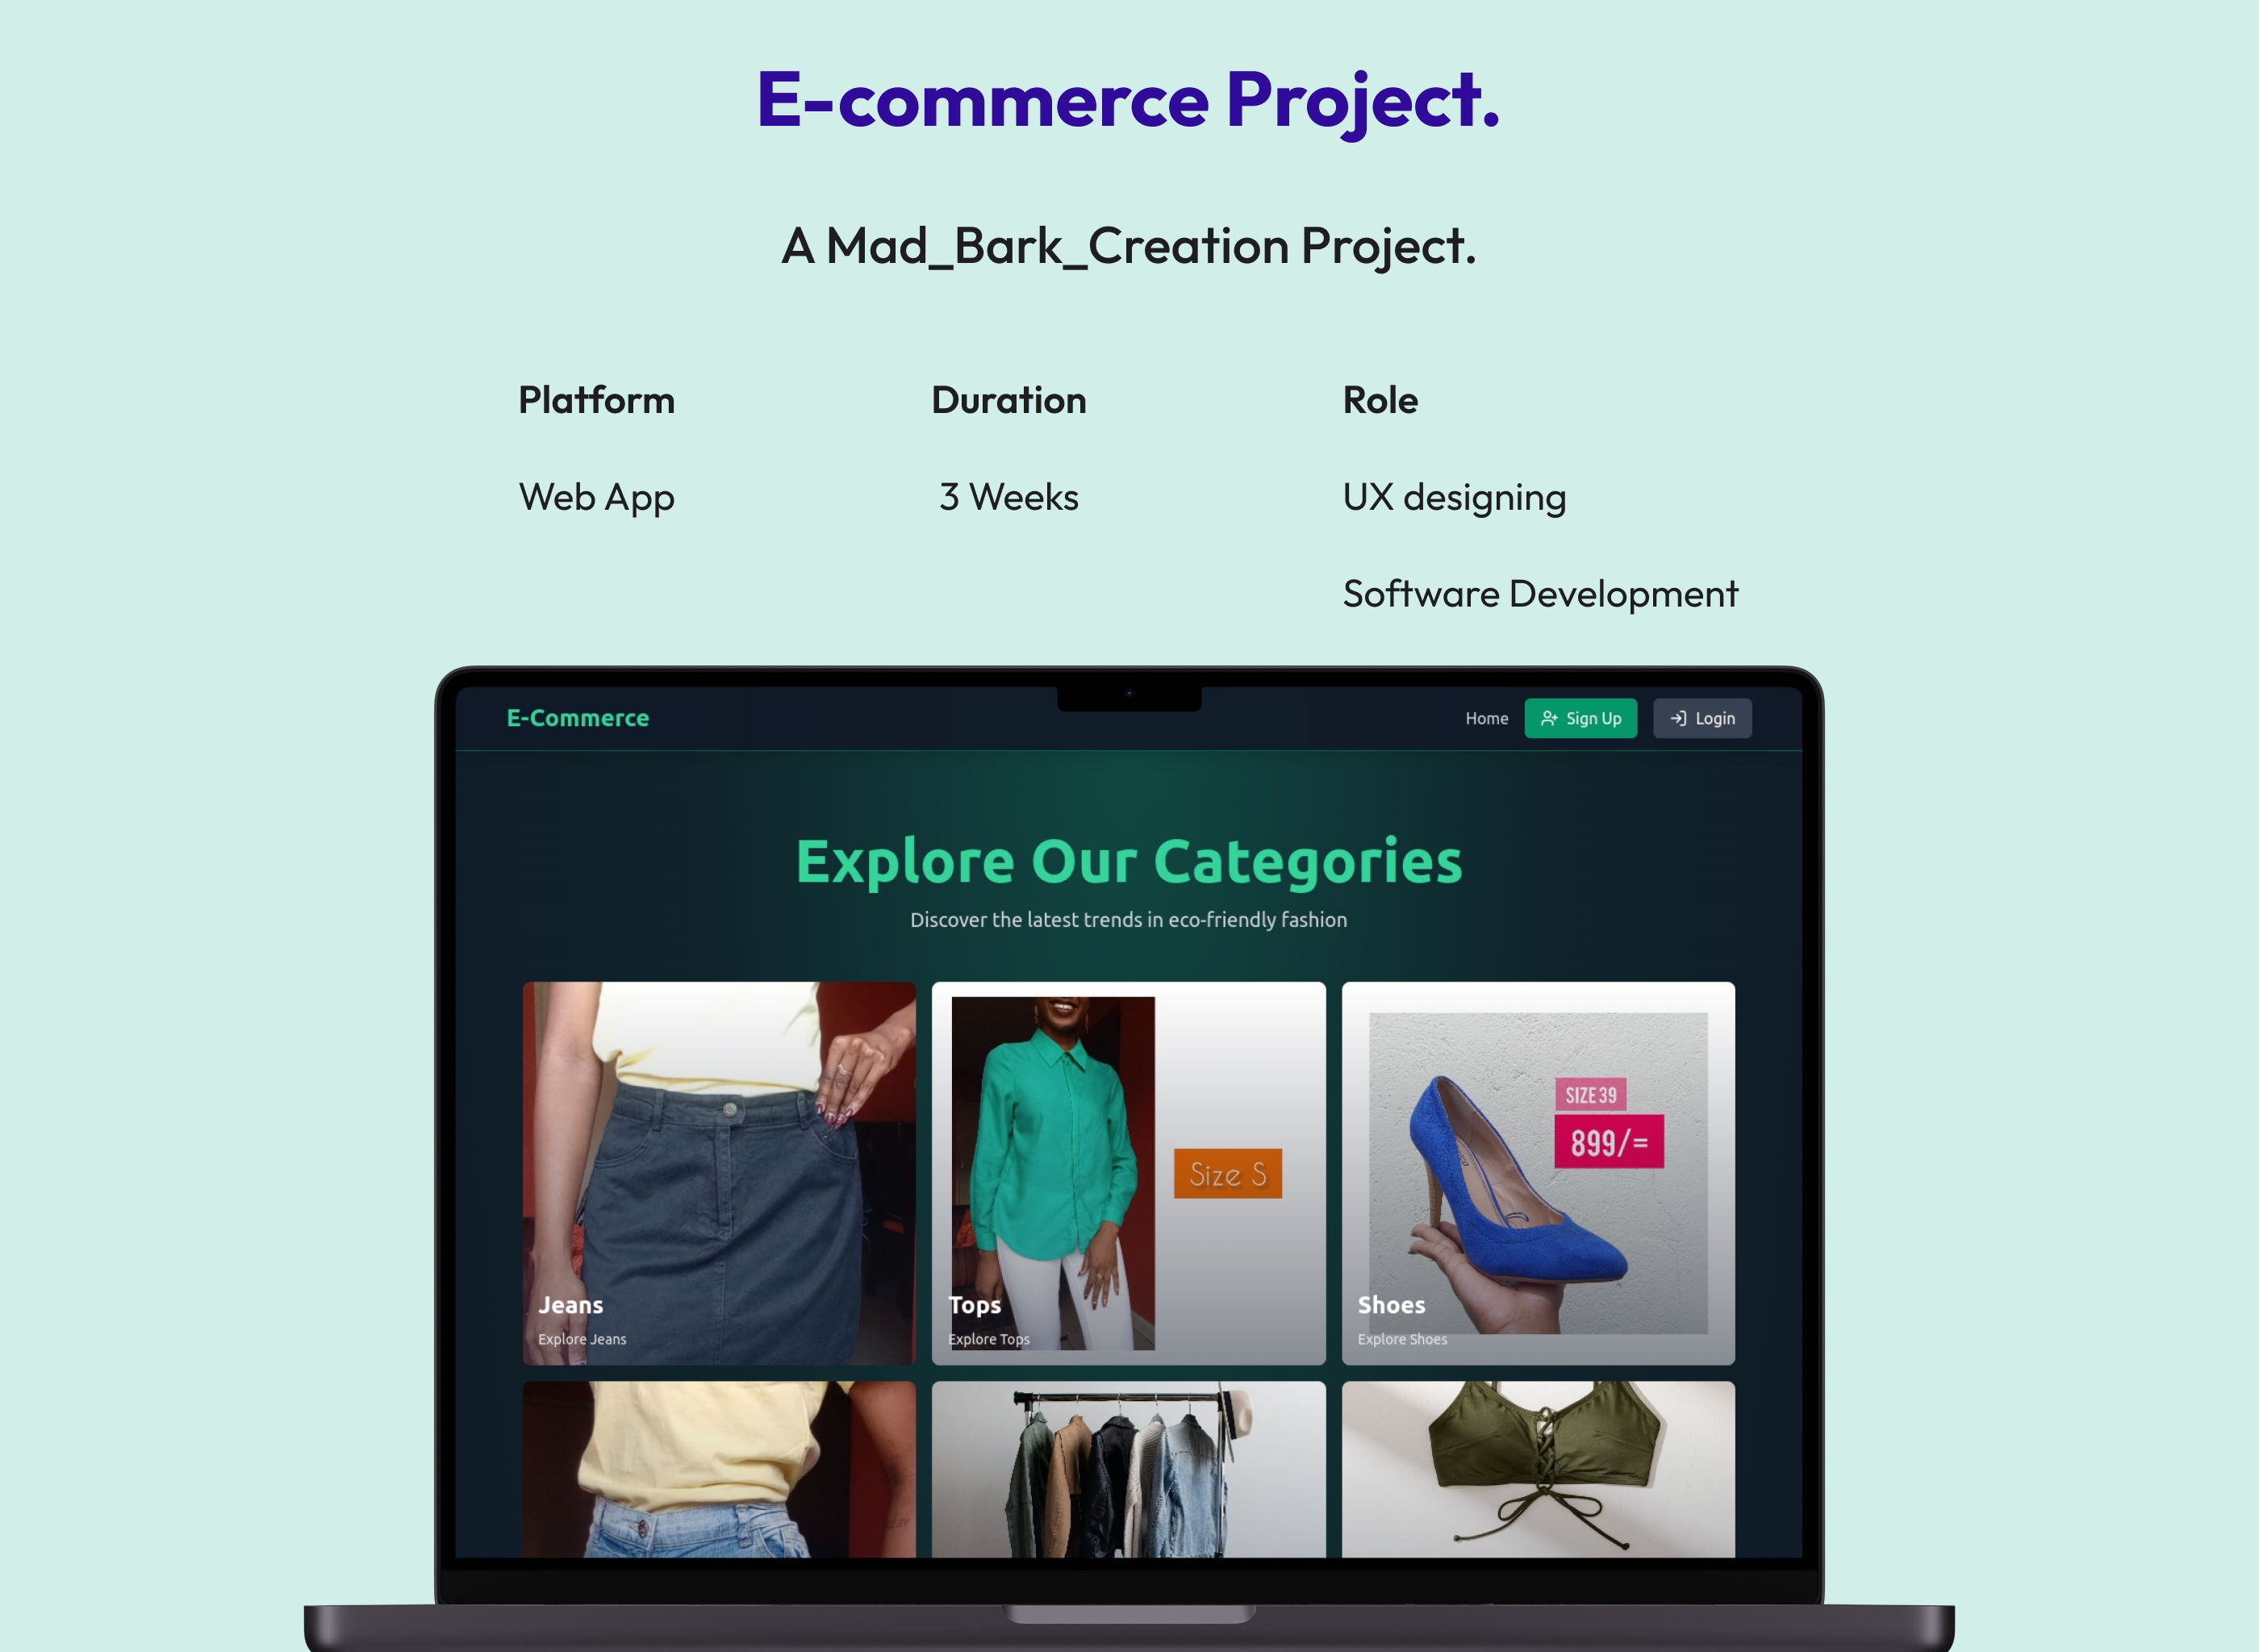 E-commerce Project.
A Mad_Bark_Creation Project.
Platform
Duration
Role
Web App
3 Weeks
UX designing
Software Development
E-Commerce
Home
Sign Up
Login
Explore Our Categories
Discover the latest trends in eco-friendly fashion
Size S
SIZE 39
899/=
Jeans
Explore Jeans
Tops
Explore Tops
Shoes
Explore Shoes